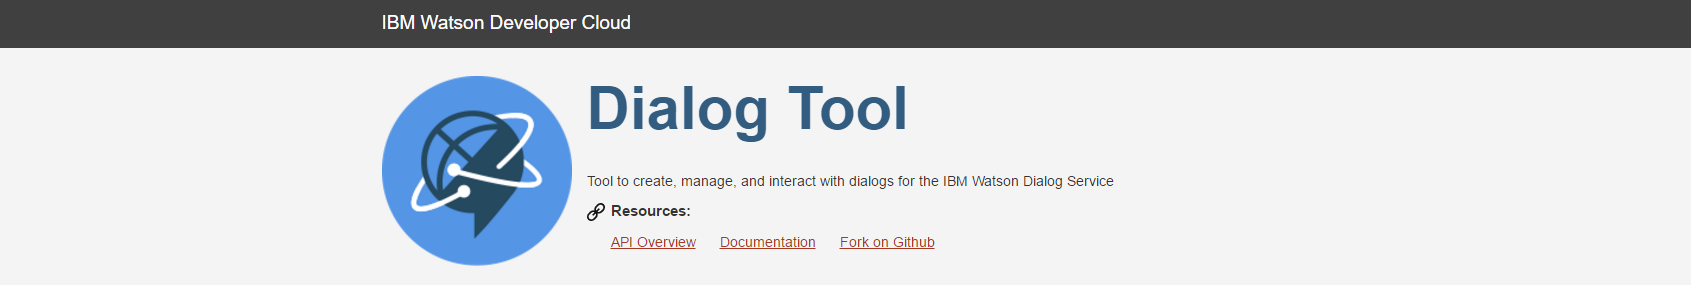 IBM Watson Developer Cloud
Dialog Tool
Tool to create, manage, and interact with dialogs for the IBM Watson Dialog Service
Resources:
API Overview Documentation Fork on Github